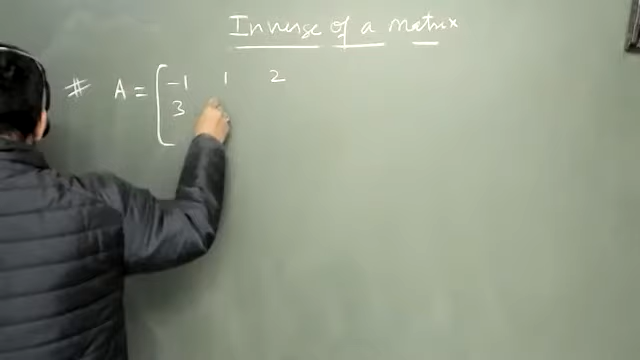 Inverse of a matrix
# A = [ -1 1 2
3